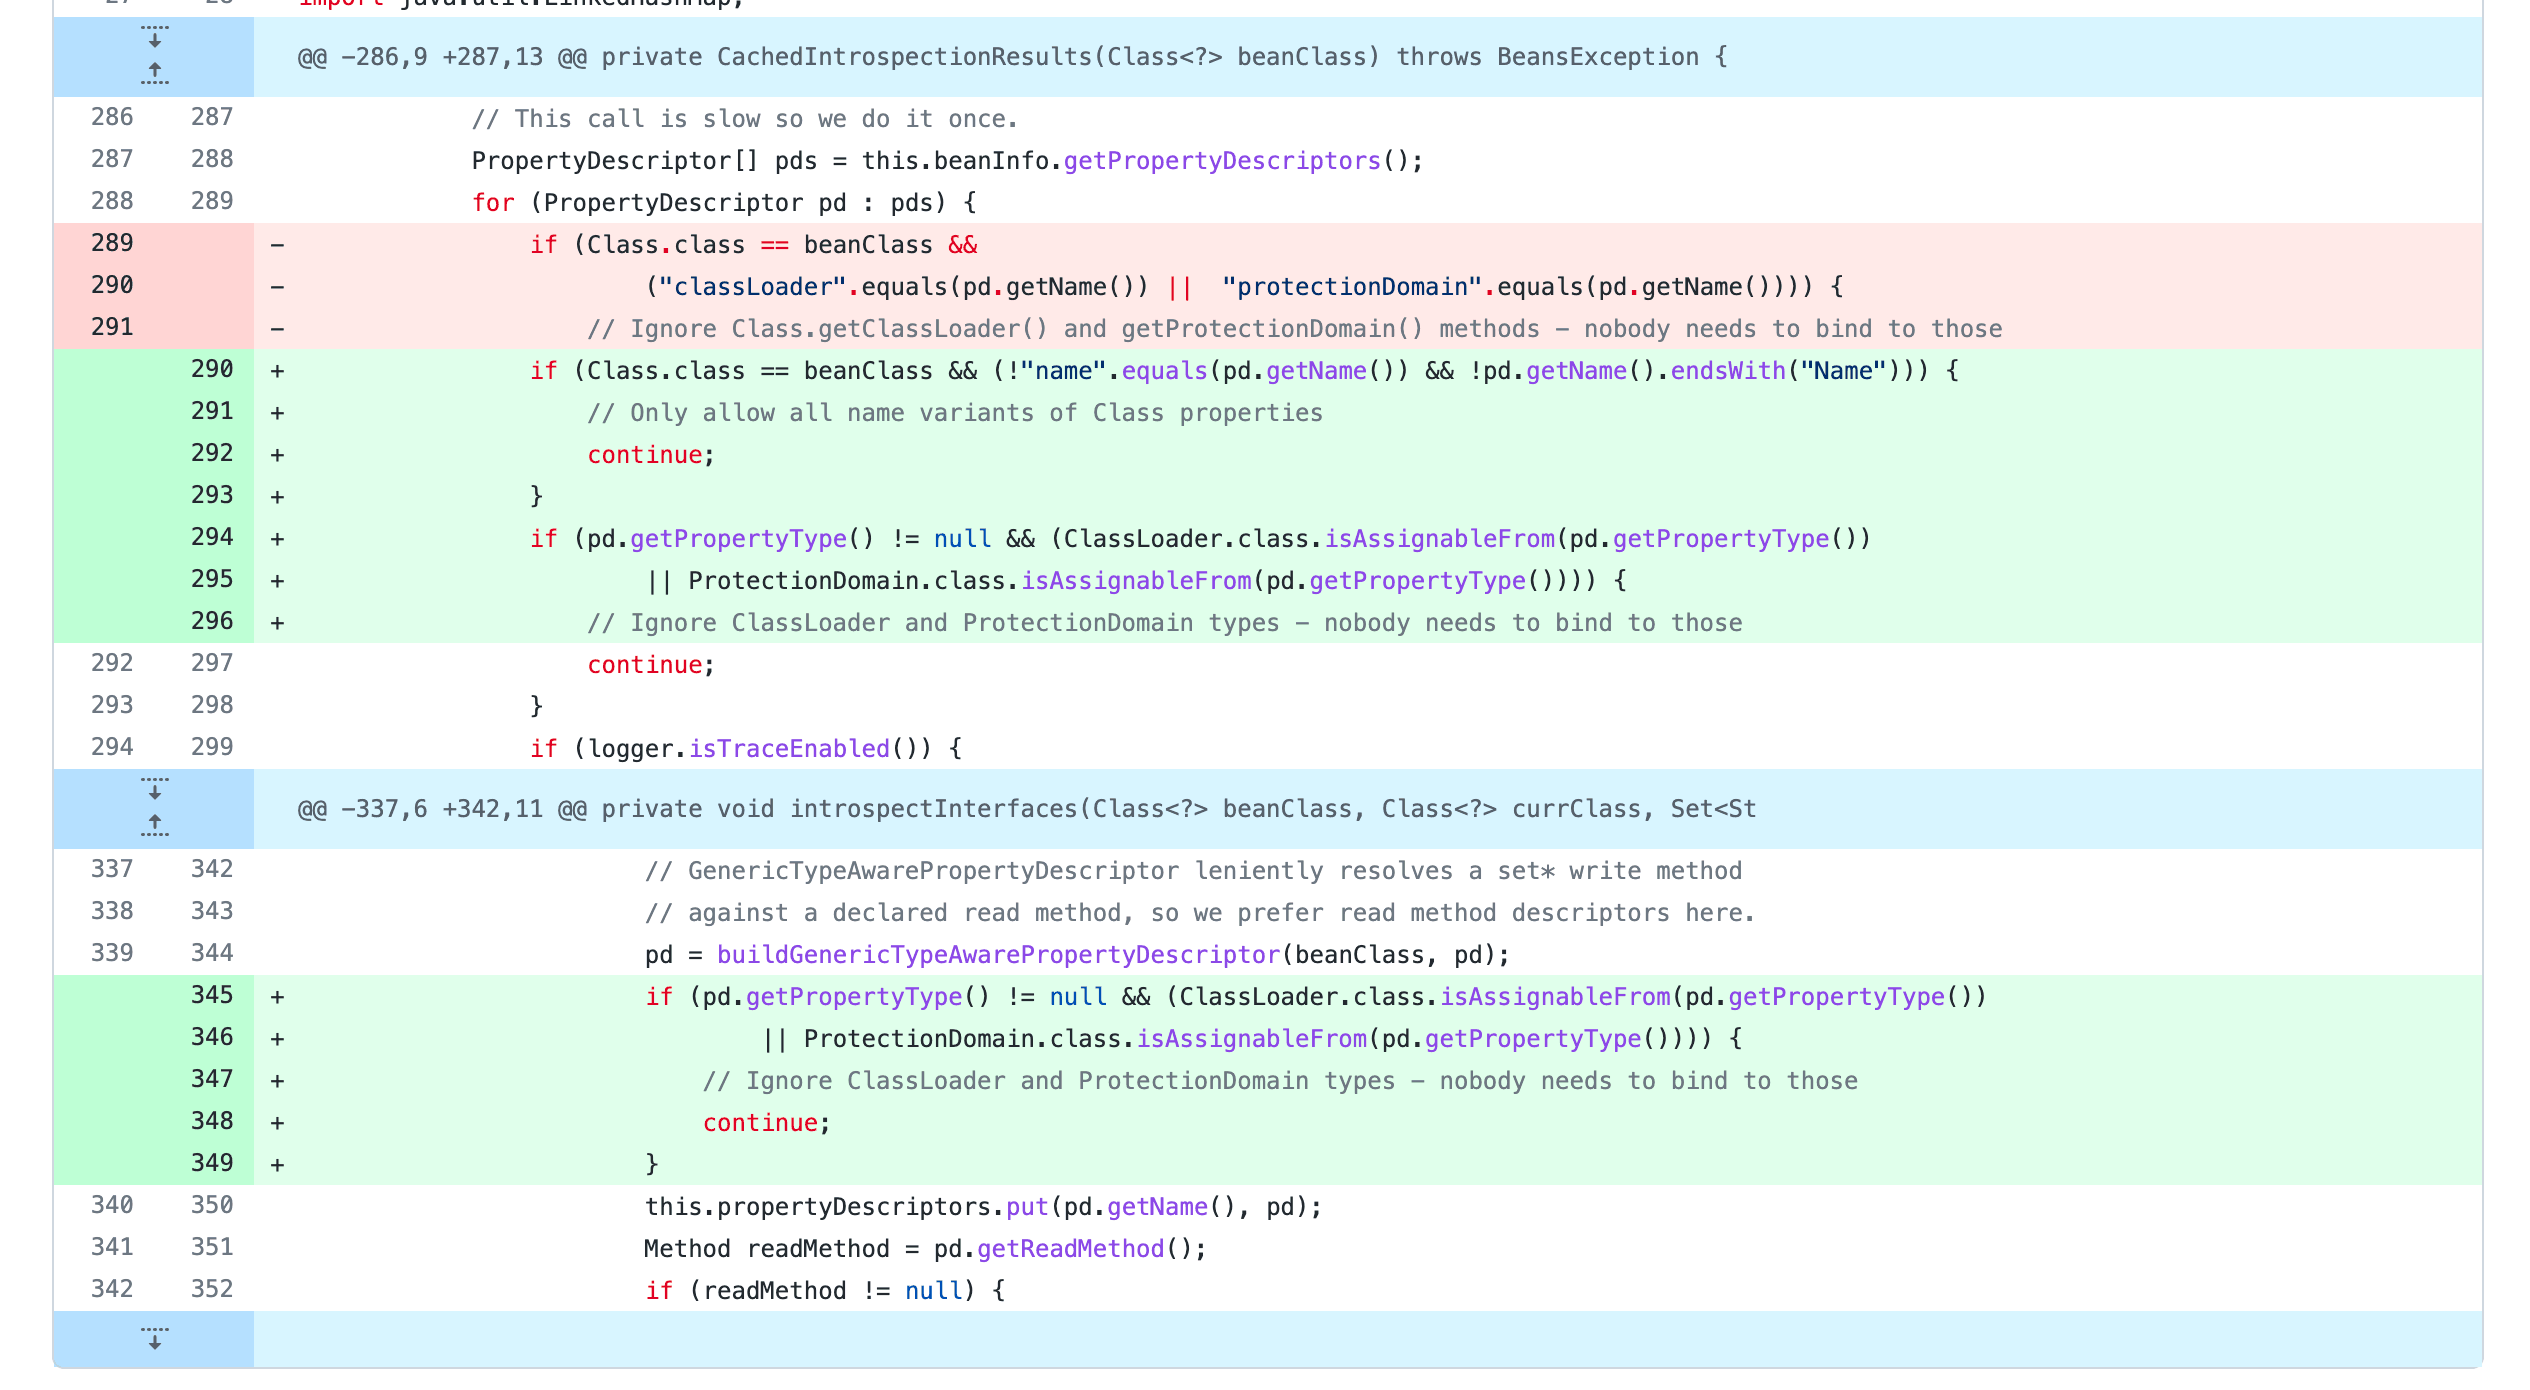 27 28 import java.util.LinkedHashMap;
@@ -286,9 +287,13 @@ private CachedIntrospectionResults(Class<?> beanClass) throws BeansException {
286 287 // This call is slow so we do it once.
287 288 PropertyDescriptor[] pds = this.beanInfo.getPropertyDescriptors();
288 289 for (PropertyDescriptor pd : pds) {
289 - if (Class.class == beanClass &&
290 - ("classLoader".equals(pd.getName()) ||  "protectionDomain".equals(pd.getName()))) {
291 - // Ignore Class.getClassLoader() and getProtectionDomain() methods - nobody needs to bind to those
290 + if (Class.class == beanClass && (!"name".equals(pd.getName()) && !pd.getName().endsWith("Name"))) {
291 + // Only allow all name variants of Class properties
292 + continue;
293 + }
294 + if (pd.getPropertyType() != null && (ClassLoader.class.isAssignableFrom(pd.getPropertyType())
295 + || ProtectionDomain.class.isAssignableFrom(pd.getPropertyType()))) {
296 + // Ignore ClassLoader and ProtectionDomain types - nobody needs to bind to those
292 297 continue;
293 298 }
294 299 if (logger.isTraceEnabled()) {
@@ -337,6 +342,11 @@ private void introspectInterfaces(Class<?> beanClass, Class<?> currClass, Set<St
337 342 // GenericTypeAwarePropertyDescriptor leniently resolves a set* write method
338 343 // against a declared read method, so we prefer read method descriptors here.
339 344 pd = buildGenericTypeAwarePropertyDescriptor(beanClass, pd);
345 + if (pd.getPropertyType() != null && (ClassLoader.class.isAssignableFrom(pd.getPropertyType())
346 + || ProtectionDomain.class.isAssignableFrom(pd.getPropertyType()))) {
347 + // Ignore ClassLoader and ProtectionDomain types - nobody needs to bind to those
348 + continue;
349 + }
340 350 this.propertyDescriptors.put(pd.getName(), pd);
341 351 Method readMethod = pd.getReadMethod();
342 352 if (readMethod != null) {